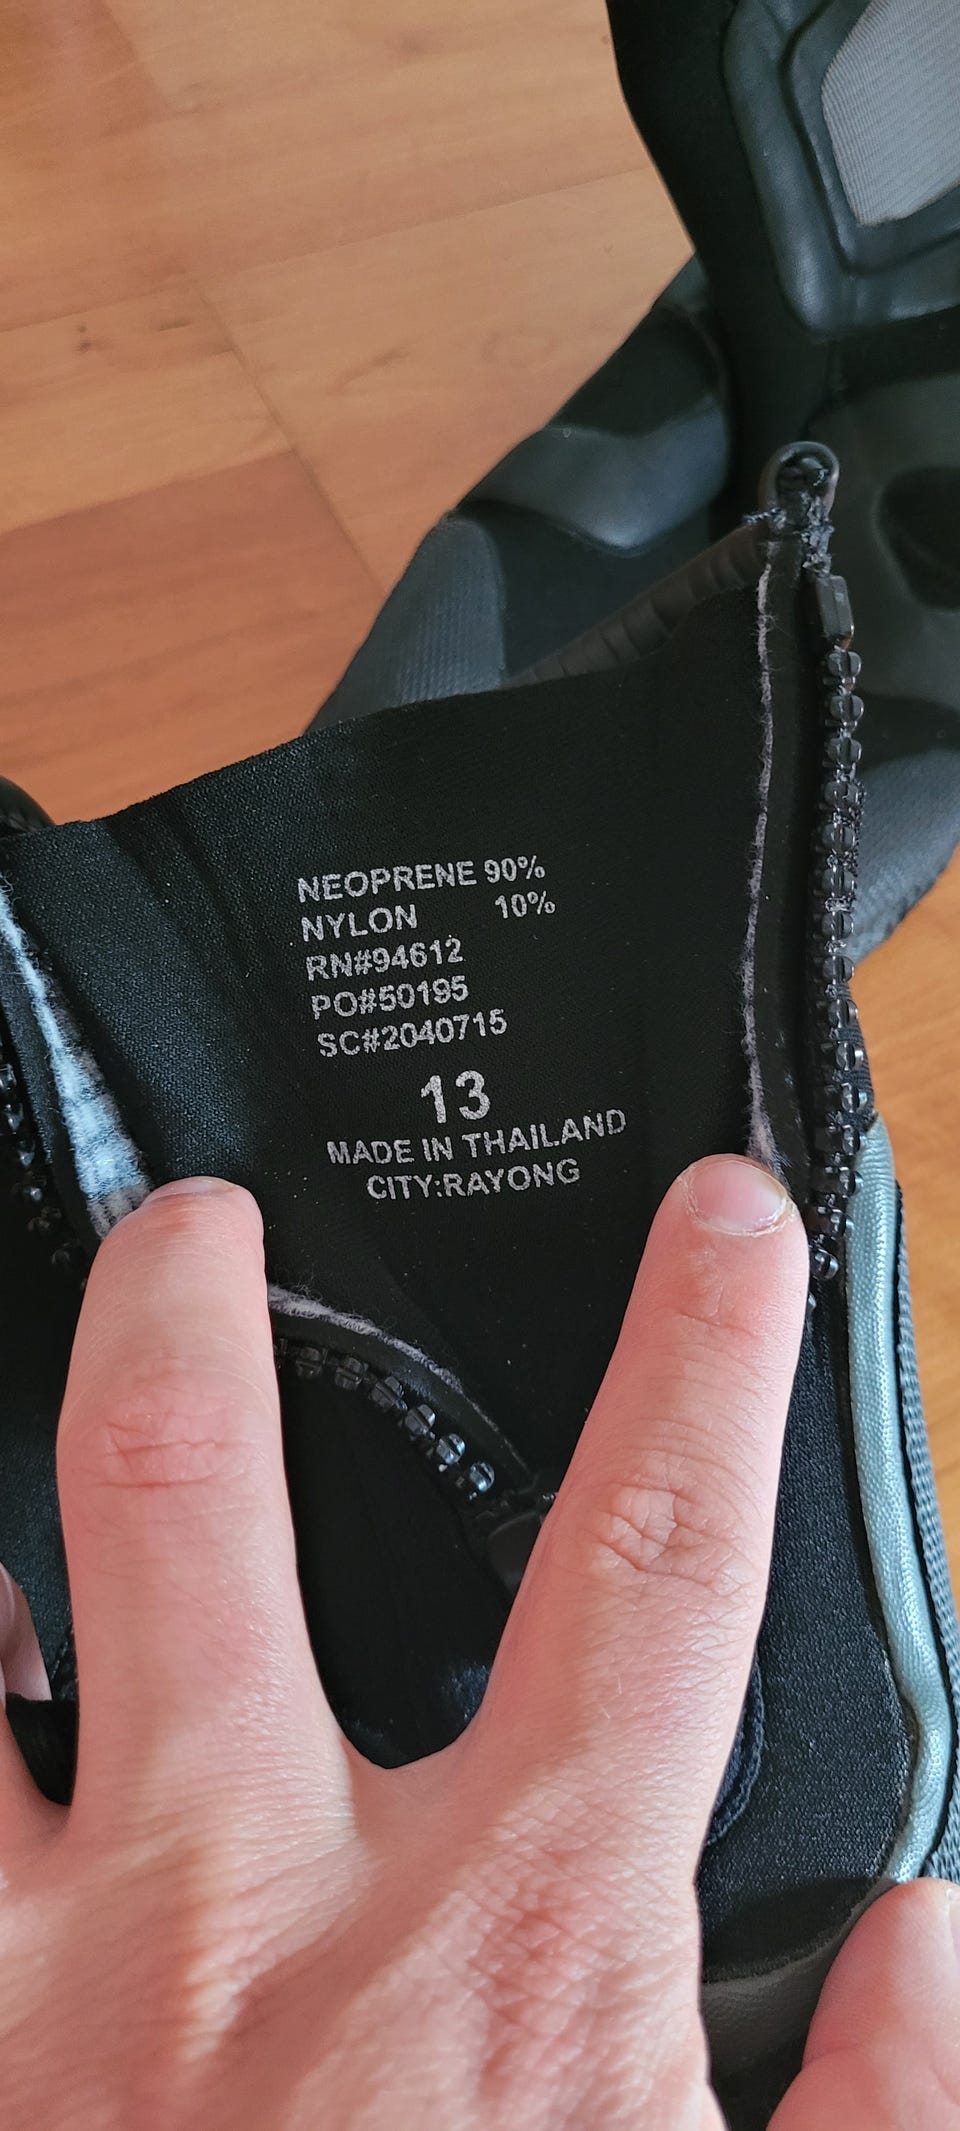 NEOPRENE 90%
NYLON 10%
RN#94612
PO#50195
SC#2040715
13
MADE IN THAILAND
CITY:RAYONG